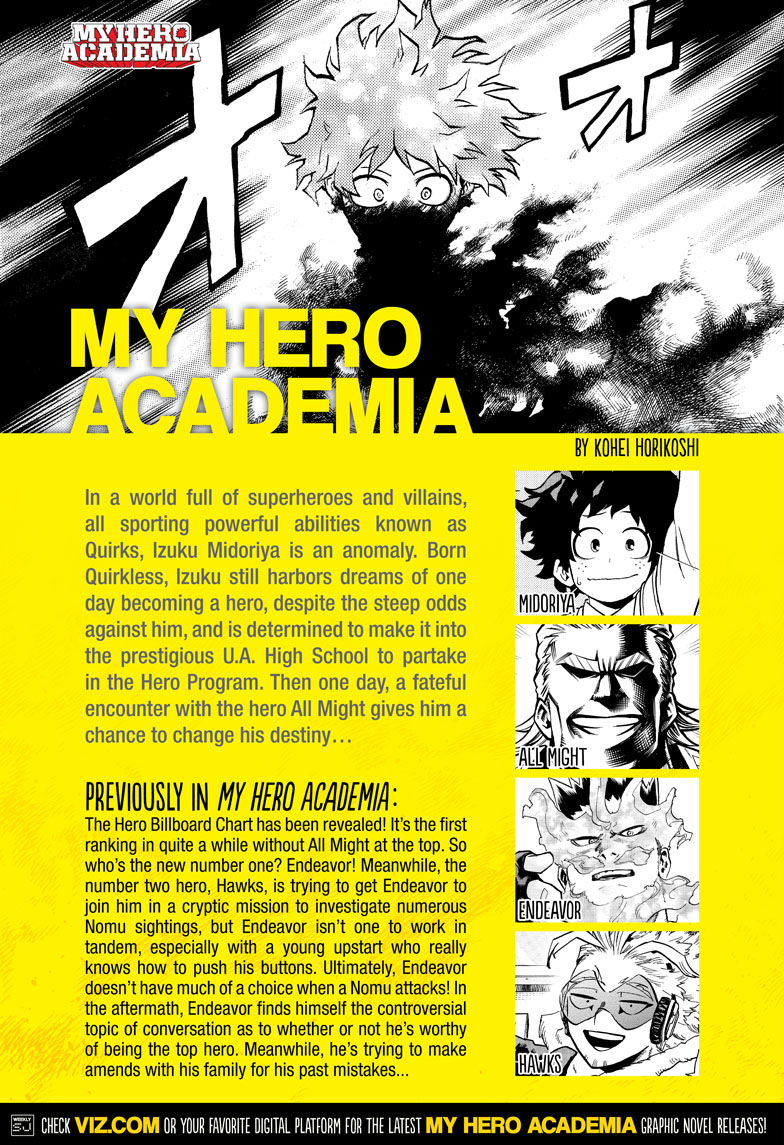 MY HERO
ACADEMIA
オ
オ
MY HERO
ACADEMIA
BY KOHEI HORIKOSHI
In a world full of superheroes and villains,
all sporting powerful abilities known as
Quirks, Izuku Midoriya is an anomaly. Born
Quirkless, Izuku still harbors dreams of one
day becoming a hero, despite the steep odds
against him, and is determined to make it into
the prestigious U.A. High School to partake
in the Hero Program. Then one day, a fateful
encounter with the hero All Might gives him a
chance to change his destiny…
PREVIOUSLY IN MY HERO ACADEMIA:
The Hero Billboard Chart has been revealed! It’s the first
ranking in quite a while without All Might at the top. So
who’s the new number one? Endeavor! Meanwhile, the
number two hero, Hawks, is trying to get Endeavor to
join him in a cryptic mission to investigate numerous
Nomu sightings, but Endeavor isn’t one to work in
tandem, especially with a young upstart who really
knows how to push his buttons. Ultimately, Endeavor
doesn’t have much of a choice when a Nomu attacks! In
the aftermath, Endeavor finds himself the controversial
topic of conversation as to whether or not he’s worthy
of being the top hero. Meanwhile, he’s trying to make
amends with his family for his past mistakes...
MIDORIYA
ALL MIGHT
ENDEAVOR
HAWKS
WEEKLY
SJ
CHECK VIZ.COM OR YOUR FAVORITE DIGITAL PLATFORM FOR THE LATEST MY HERO ACADEMIA GRAPHIC NOVEL RELEASES!